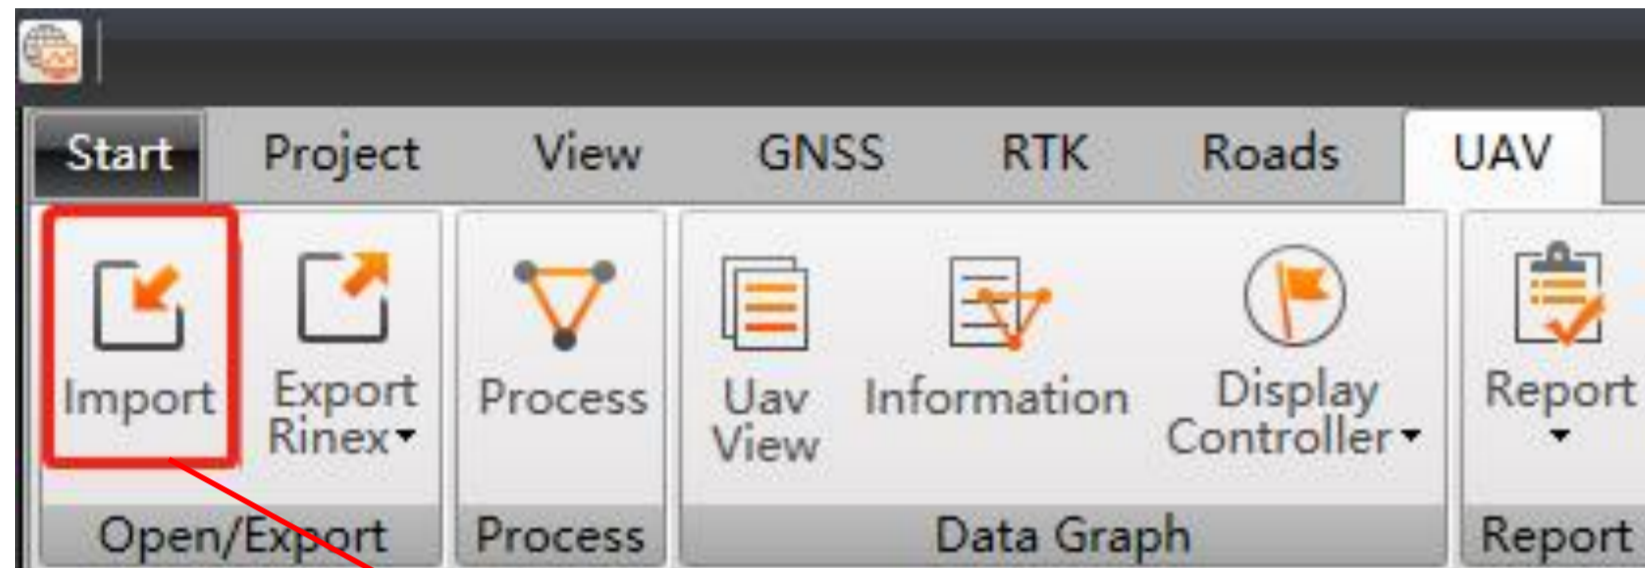 Start Project View GNSS RTK Roads UAV
Import Export Rinex Process Uav View Information Display Controller Report
Open/Export Process Data Graph Report